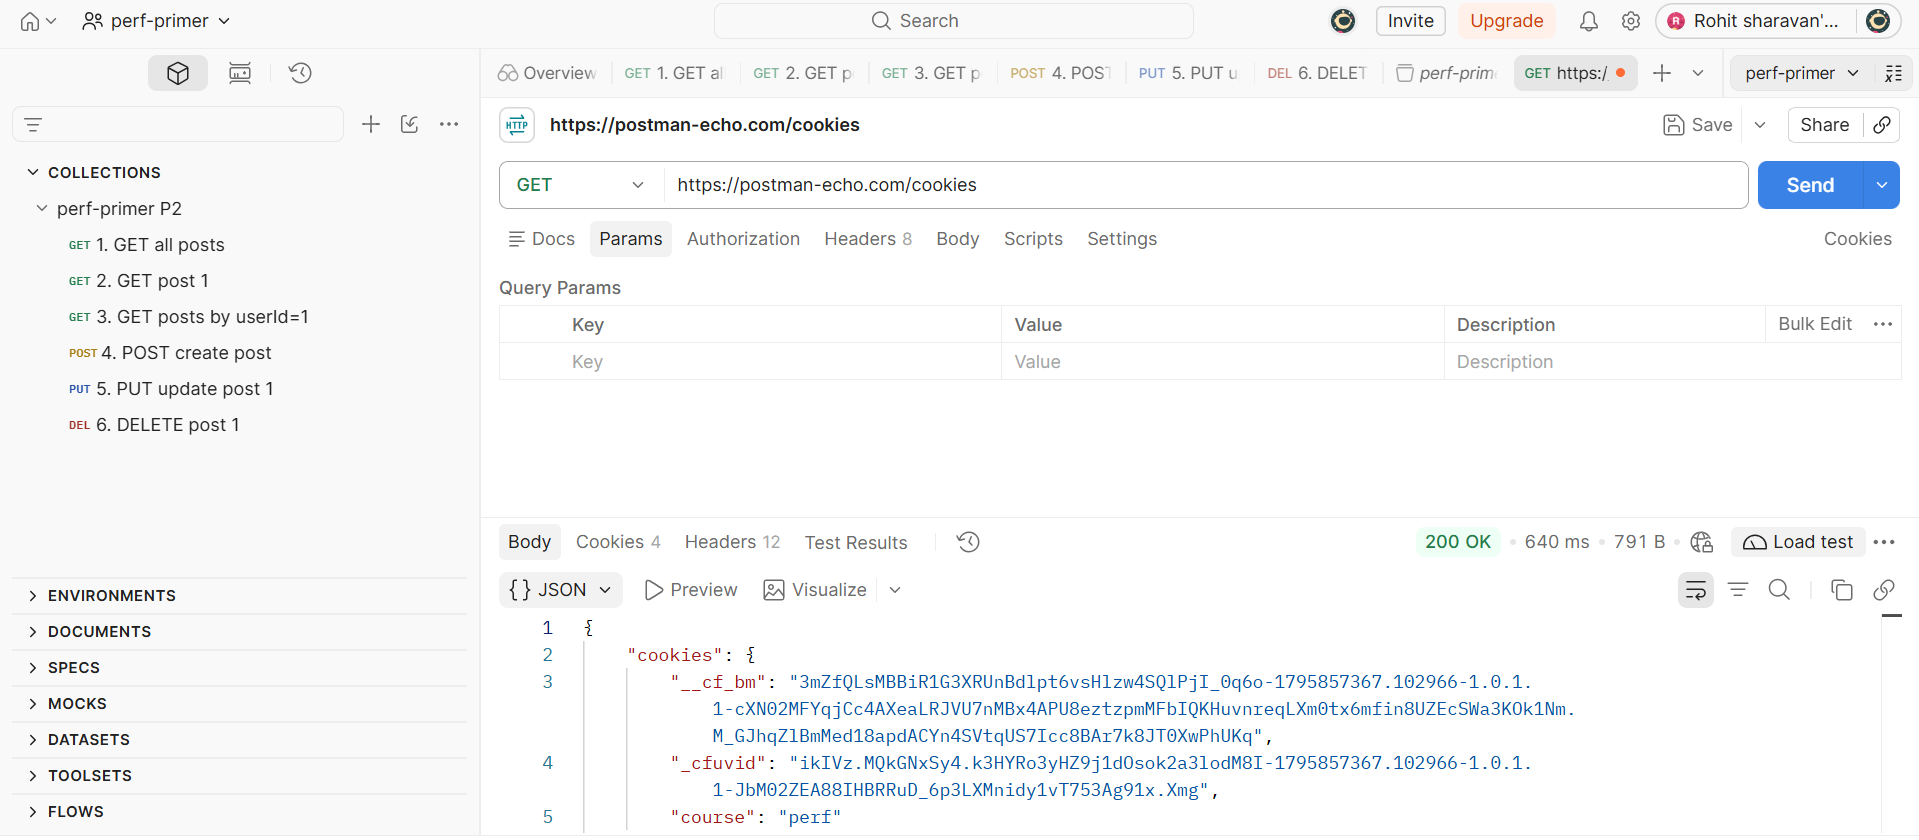 perf-primer
Search
Invite
Upgrade
R
Rohit sharavan'...
Overview
GET 1. GET al
GET 2. GET p
GET 3. GET p
POST 4. POST
PUT 5. PUT u
DEL 6. DELET
perf-prim
GET https:/
perf-primer
HTTP
https://postman-echo.com/cookies
Save
Share
COLLECTIONS
perf-primer P2
GET 1. GET all posts
GET 2. GET post 1
GET 3. GET posts by userId=1
POST 4. POST create post
PUT 5. PUT update post 1
DEL 6. DELETE post 1
ENVIRONMENTS
DOCUMENTS
SPECS
MOCKS
DATASETS
TOOLSETS
FLOWS
GET
https://postman-echo.com/cookies
Send
Docs
Params
Authorization
Headers 8
Body
Scripts
Settings
Cookies
Query Params
Key
Value
Description
Bulk Edit
Key
Value
Description
Body
Cookies 4
Headers 12
Test Results
200 OK
640 ms
791 B
Load test
{} JSON
Preview
Visualize
1 {
2 "cookies": {
3 "__cf_bm": "3mZfQLsMBBiR1G3XRUnBdlpt6vsHlzw4SQlPjI_0q6o-1795857367.102966-1.0.1.
1-cXN02MFYqjCc4AXeaLRJVU7nMBx4APU8eztzpmMFbIQKHuvnreqLXm0tx6mfin8UZEcSWa3KOk1Nm.
M_GJhqZlBmMed18apdACYn4SVtqUS7Icc8BAr7k8JT0XwPhUKq",
4 "_cfuvid": "ikIVz.MQkGNxSy4.k3HYRo3yHZ9j1dOsok2a3lodM8I-1795857367.102966-1.0.1.
1-JbM02ZEA88IHBRRuD_6p3LXMnidy1vT753Ag91x.Xmg",
5 "course": "perf"